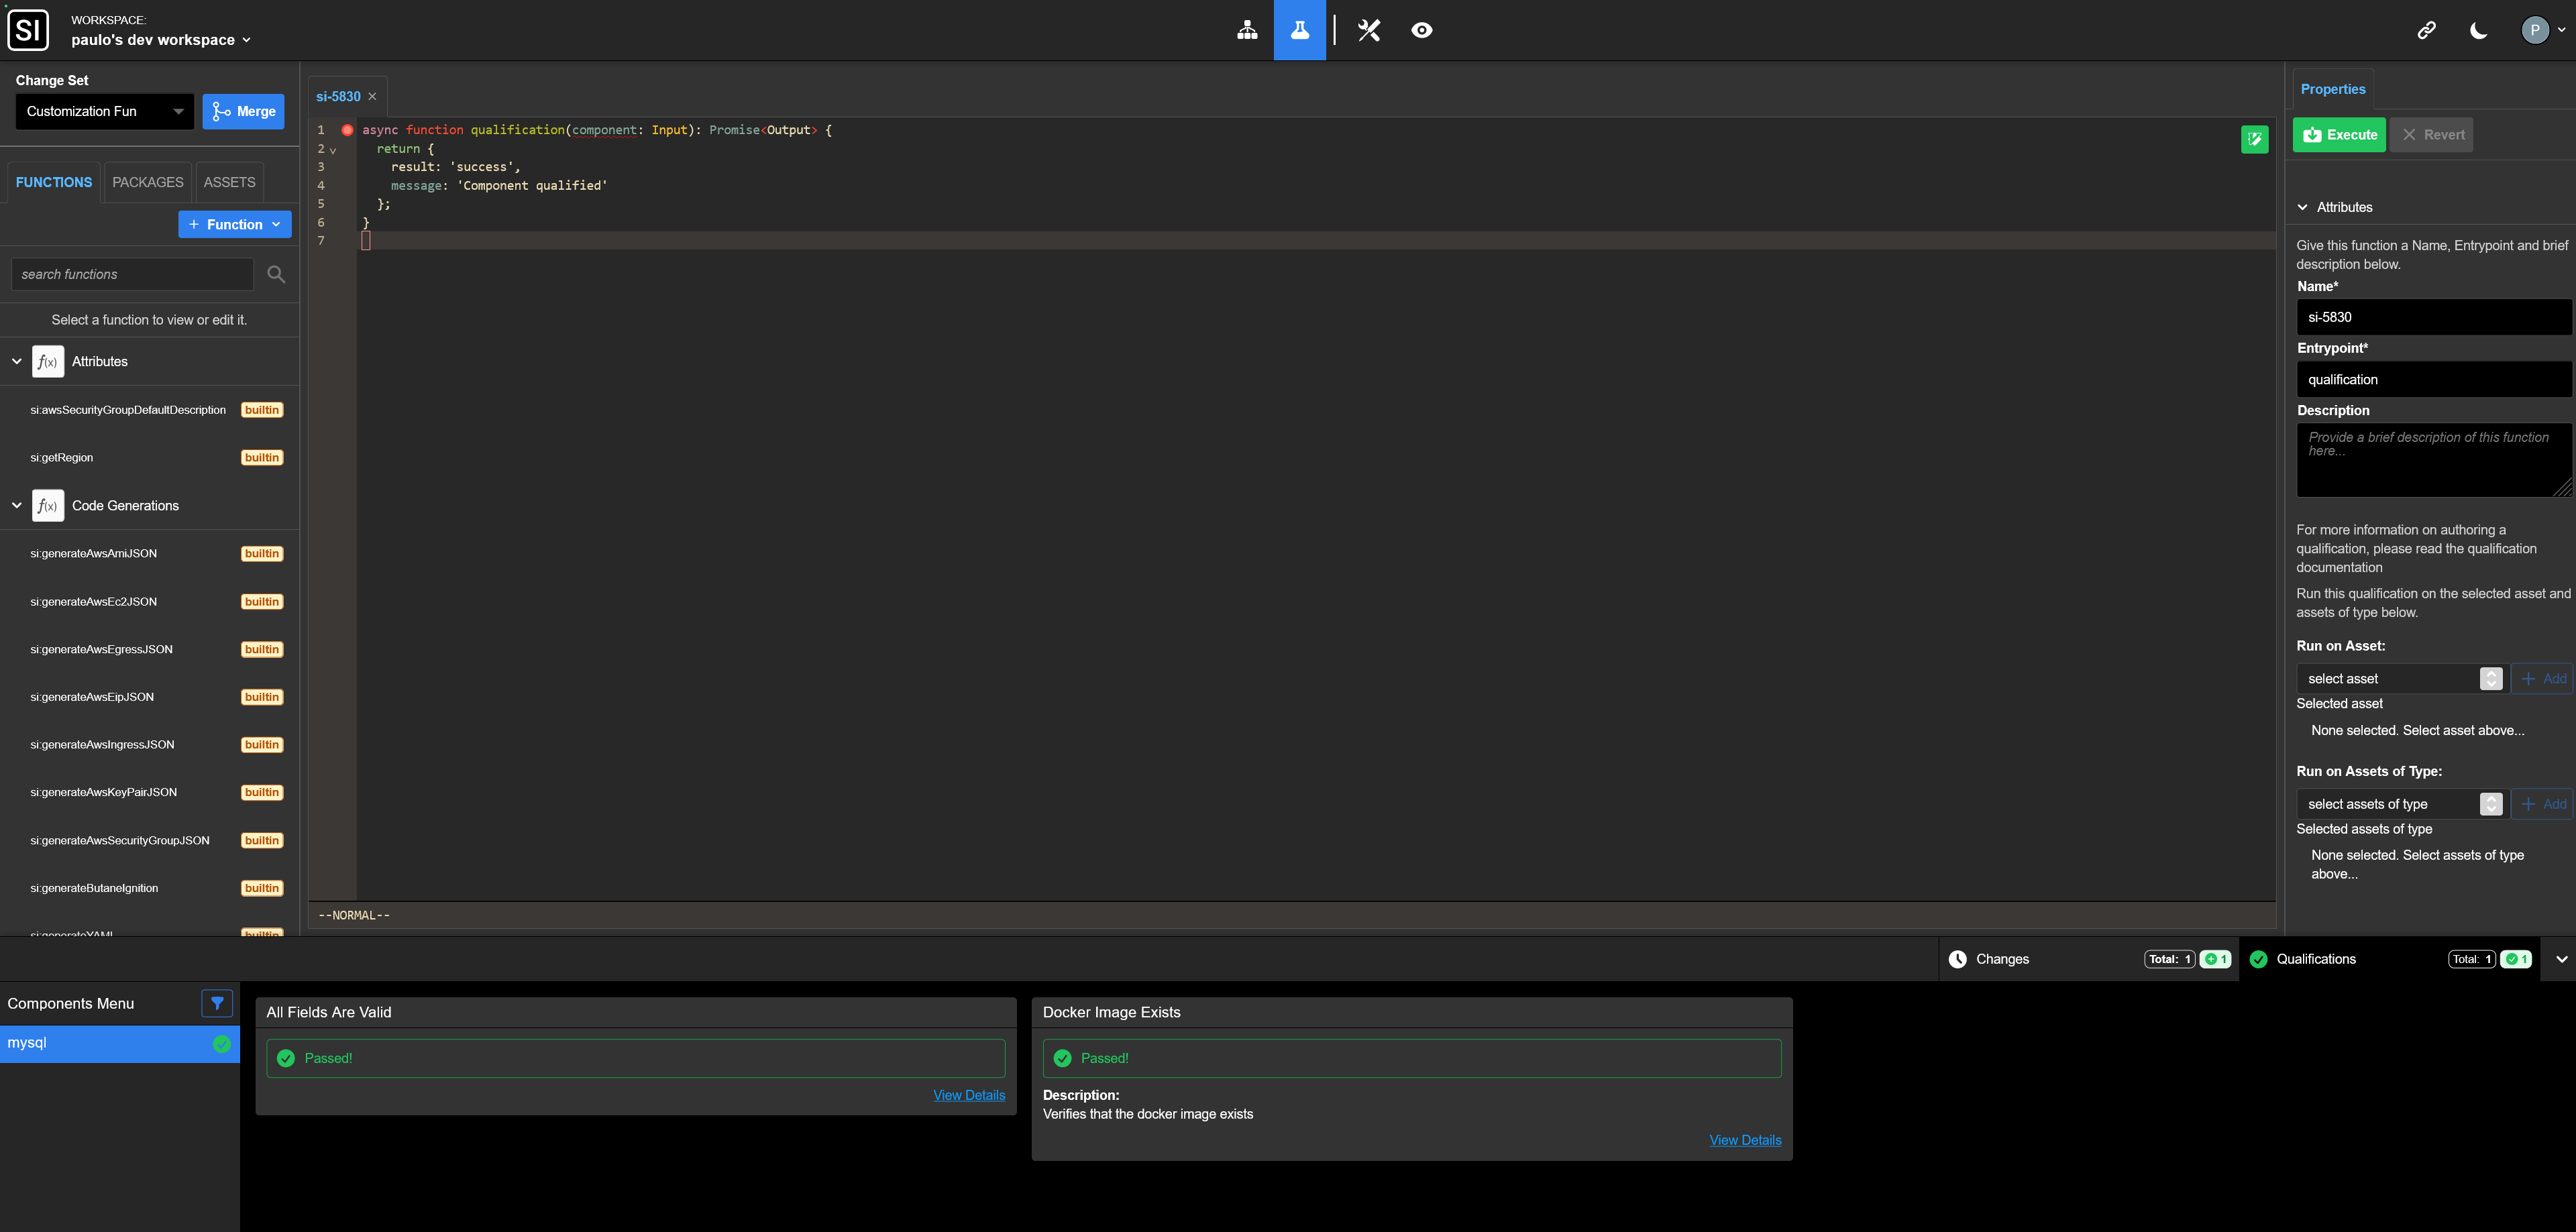 SI
WORKSPACE:
paulo's dev workspace
P
Change Set
Customization Fun
Merge
FUNCTIONS
PACKAGES
ASSETS
+ Function
search functions
Select a function to view or edit it.
f(x) Attributes
si:awsSecurityGroupDefaultDescription builtin
si:getRegion builtin
f(x) Code Generations
si:generateAwsAmiJSON builtin
si:generateAwsEc2JSON builtin
si:generateAwsEgressJSON builtin
si:generateAwsEipJSON builtin
si:generateAwsIngressJSON builtin
si:generateAwsKeyPairJSON builtin
si:generateAwsSecurityGroupJSON builtin
si:generateButaneIgnition builtin
si:generateYAML builtin
si-5830
1 async function qualification(component: Input): Promise<Output> {
2 return {
3 result: 'success',
4 message: 'Component qualified'
5 };
6 }
7
--NORMAL--
Properties
Execute
Revert
Attributes
Give this function a Name, Entrypoint and brief
description below.
Name*
si-5830
Entrypoint*
qualification
Description
Provide a brief description of this function
here...
For more information on authoring a
qualification, please read the qualification
documentation
Run this qualification on the selected asset and
assets of type below.
Run on Asset:
select asset
+ Add
Selected asset
None selected. Select asset above...
Run on Assets of Type:
select assets of type
+ Add
Selected assets of type
None selected. Select assets of type
above...
Changes
Total: 1
1
Qualifications
Total: 1
1
Components Menu
mysql
All Fields Are Valid
Passed!
View Details
Docker Image Exists
Passed!
Description:
Verifies that the docker image exists
View Details